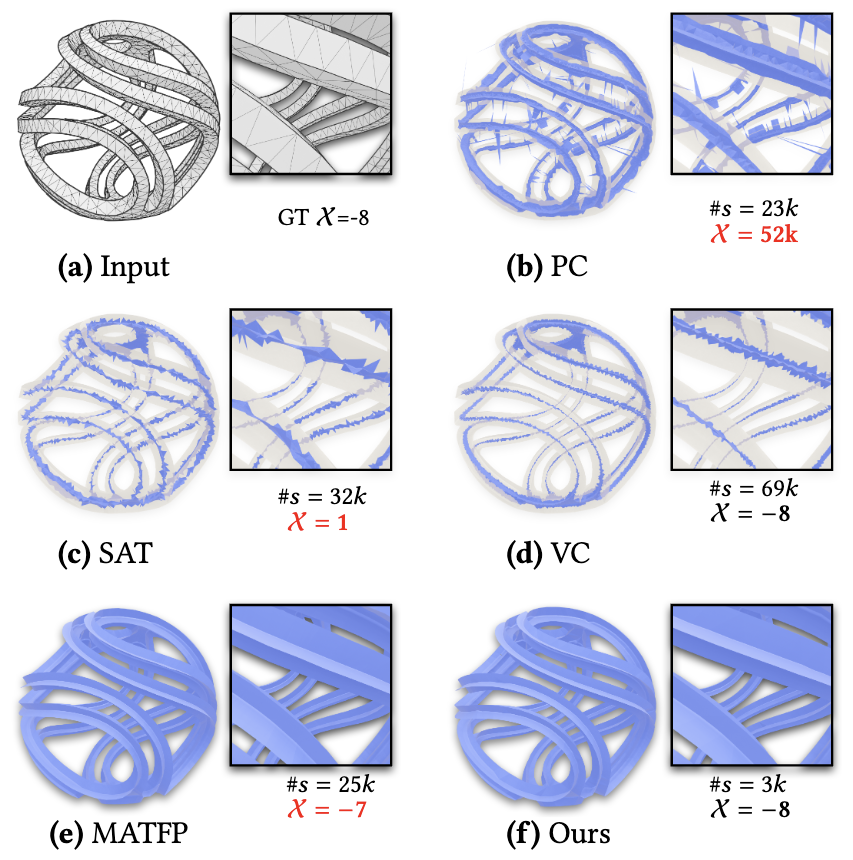 GT 𝒳=-8
(a) Input
#s = 23k
𝒳 = 52k
(b) PC
#s = 32k
𝒳 = 1
(c) SAT
#s = 69k
𝒳 = −8
(d) VC
#s = 25k
𝒳 = −7
(e) MATFP
#s = 3k
𝒳 = −8
(f) Ours